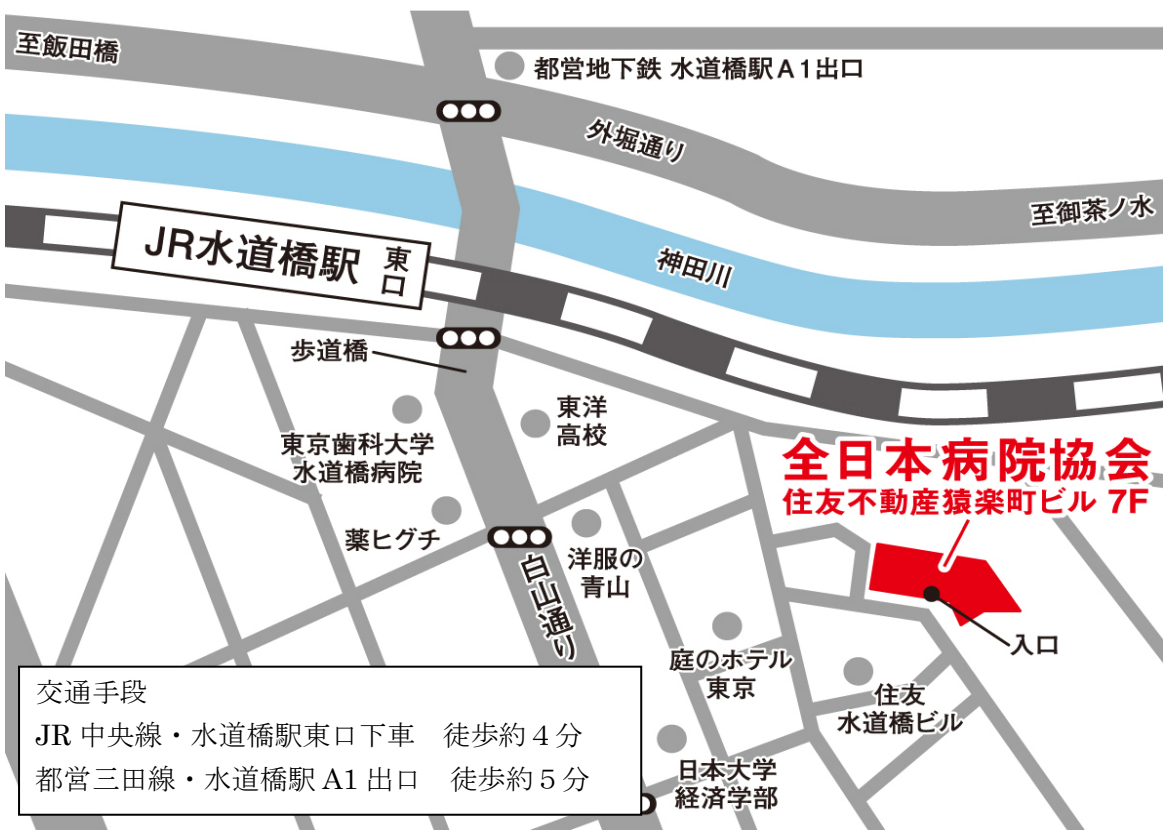 至飯田橋
都営地下鉄 水道橋駅A1出口
外堀通り
至御茶ノ水
神田川
JR水道橋駅 東口
歩道橋
東洋
高校
東京歯科大学
水道橋病院
薬ヒグチ
洋服の
青山
白山通り
全日本病院協会
住友不動産猿楽町ビル 7F
入口
庭のホテル
東京
住友
水道橋ビル
日本大学
経済学部
交通手段
JR 中央線・水道橋駅東口下車 徒歩約４分
都営三田線・水道橋駅 A1 出口 徒歩約５分